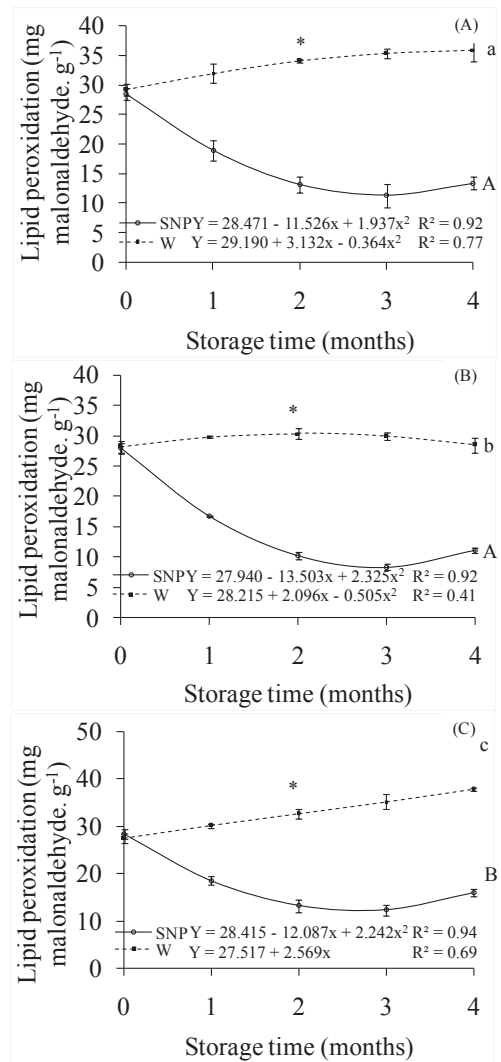 (A)
Lipid peroxidation (mg
malonaldehyde. g⁻¹)
40
35
30
25
20
15
10
5
0
*
a
A
SNPY = 28.471 - 11.526x + 1.937x² R² = 0.92
W Y = 29.190 + 3.132x - 0.364x² R² = 0.77
0 1 2 3 4
Storage time (months)
(B)
Lipid peroxidation (mg
malonaldehyde. g⁻¹)
40
35
30
25
20
15
10
5
0
*
b
A
SNPY = 27.940 - 13.503x + 2.325x² R² = 0.92
W Y = 28.215 + 2.096x - 0.505x² R² = 0.41
0 1 2 3 4
Storage time (months)
(C)
Lipid peroxidation (mg
malonaldehyde. g⁻¹)
50
40
30
20
10
0
*
c
B
SNP Y = 28.415 - 12.087x + 2.242x² R² = 0.94
W Y = 27.517 + 2.569x R² = 0.69
0 1 2 3 4
Storage time (months)